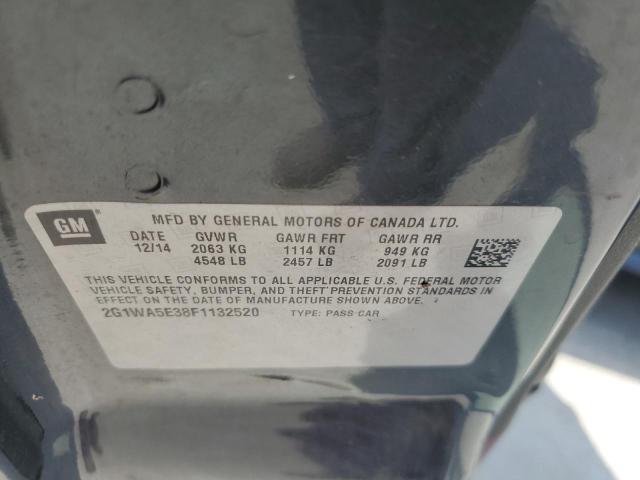 GM
MFD BY GENERAL MOTORS OF CANADA LTD.
DATE GVWR GAWR FRT GAWR RR
12/14 2063 KG 1114 KG 949 KG
4548 LB 2457 LB 2091 LB
THIS VEHICLE CONFORMS TO ALL APPLICABLE U.S. FEDERAL MOTOR
VEHICLE SAFETY, BUMPER, AND THEFT PREVENTION STANDARDS IN
EFFECT ON THE DATE OF MANUFACTURE SHOWN ABOVE.
2G1WA5E38F1132520 TYPE: PASS CAR